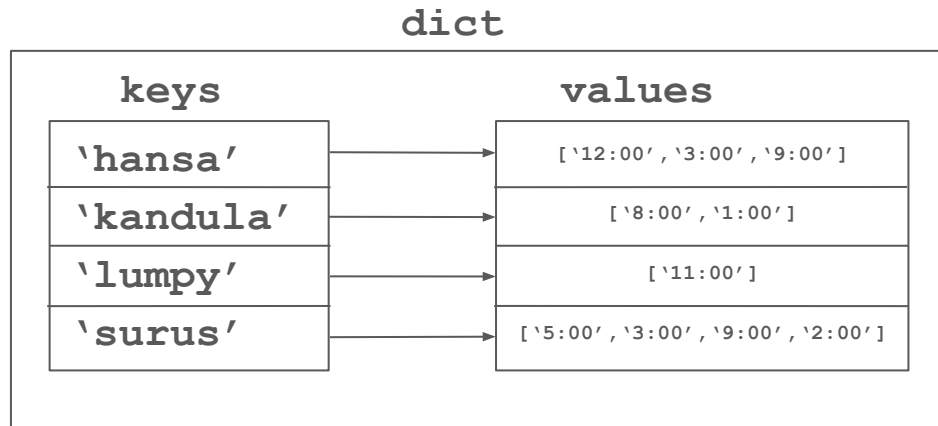 dict
keys values
‘hansa’ [‘12:00’,‘3:00’,‘9:00’]
‘kandula’ [‘8:00’,‘1:00’]
‘lumpy’ [‘11:00’]
‘surus’ [‘5:00’,‘3:00’,‘9:00’,‘2:00’]